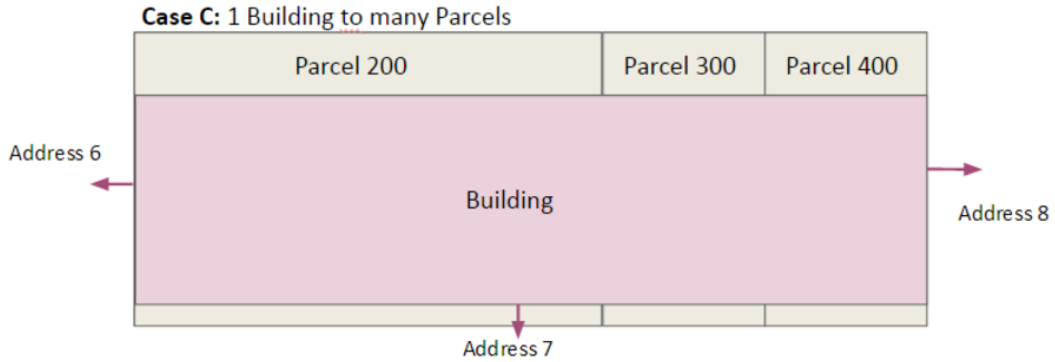 Case C: 1 Building to many Parcels
Parcel 200 Parcel 300 Parcel 400
Address 6
Building
Address 8
Address 7